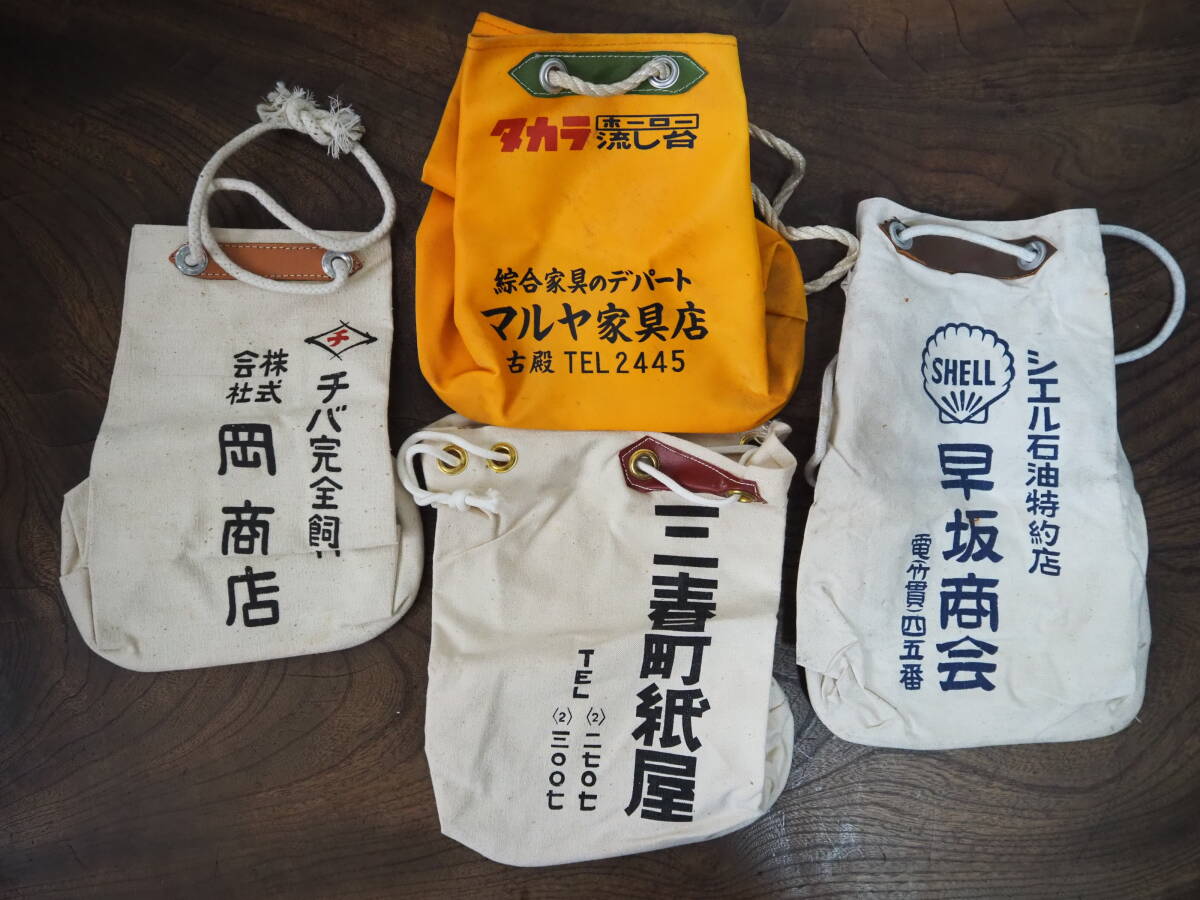 タカラ ホーロー
流し台
綜合家具のデパート
マルヤ家具店
古殿 TEL2445
チ
チバ完全飼
株式
会社
岡商店
三春町紙屋
TEL
(2)二七〇七
(2)三〇〇七
SHELL
シエル石油特約店
早坂商会
電(竹貫)四五番